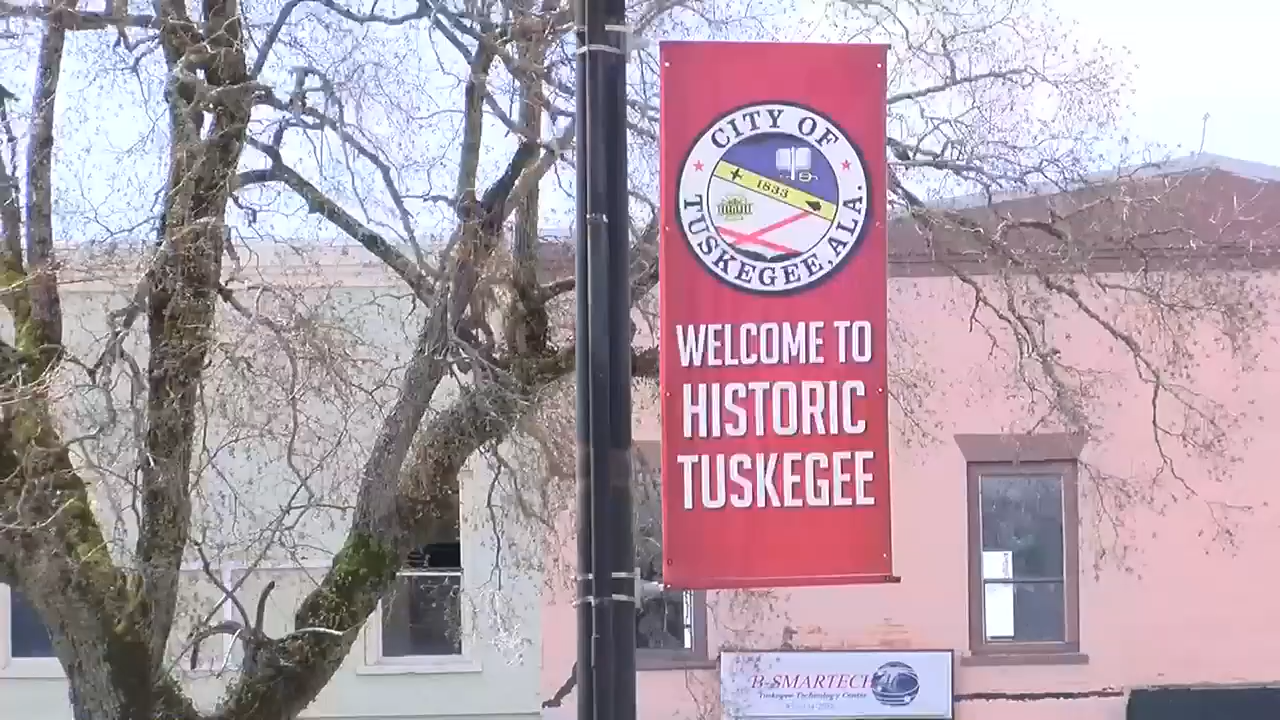 CITY OF
1833
TUSKEGEE, ALA.
WELCOME TO
HISTORIC
TUSKEGEE
B-SMARTECH
Tuskegee Technology Center